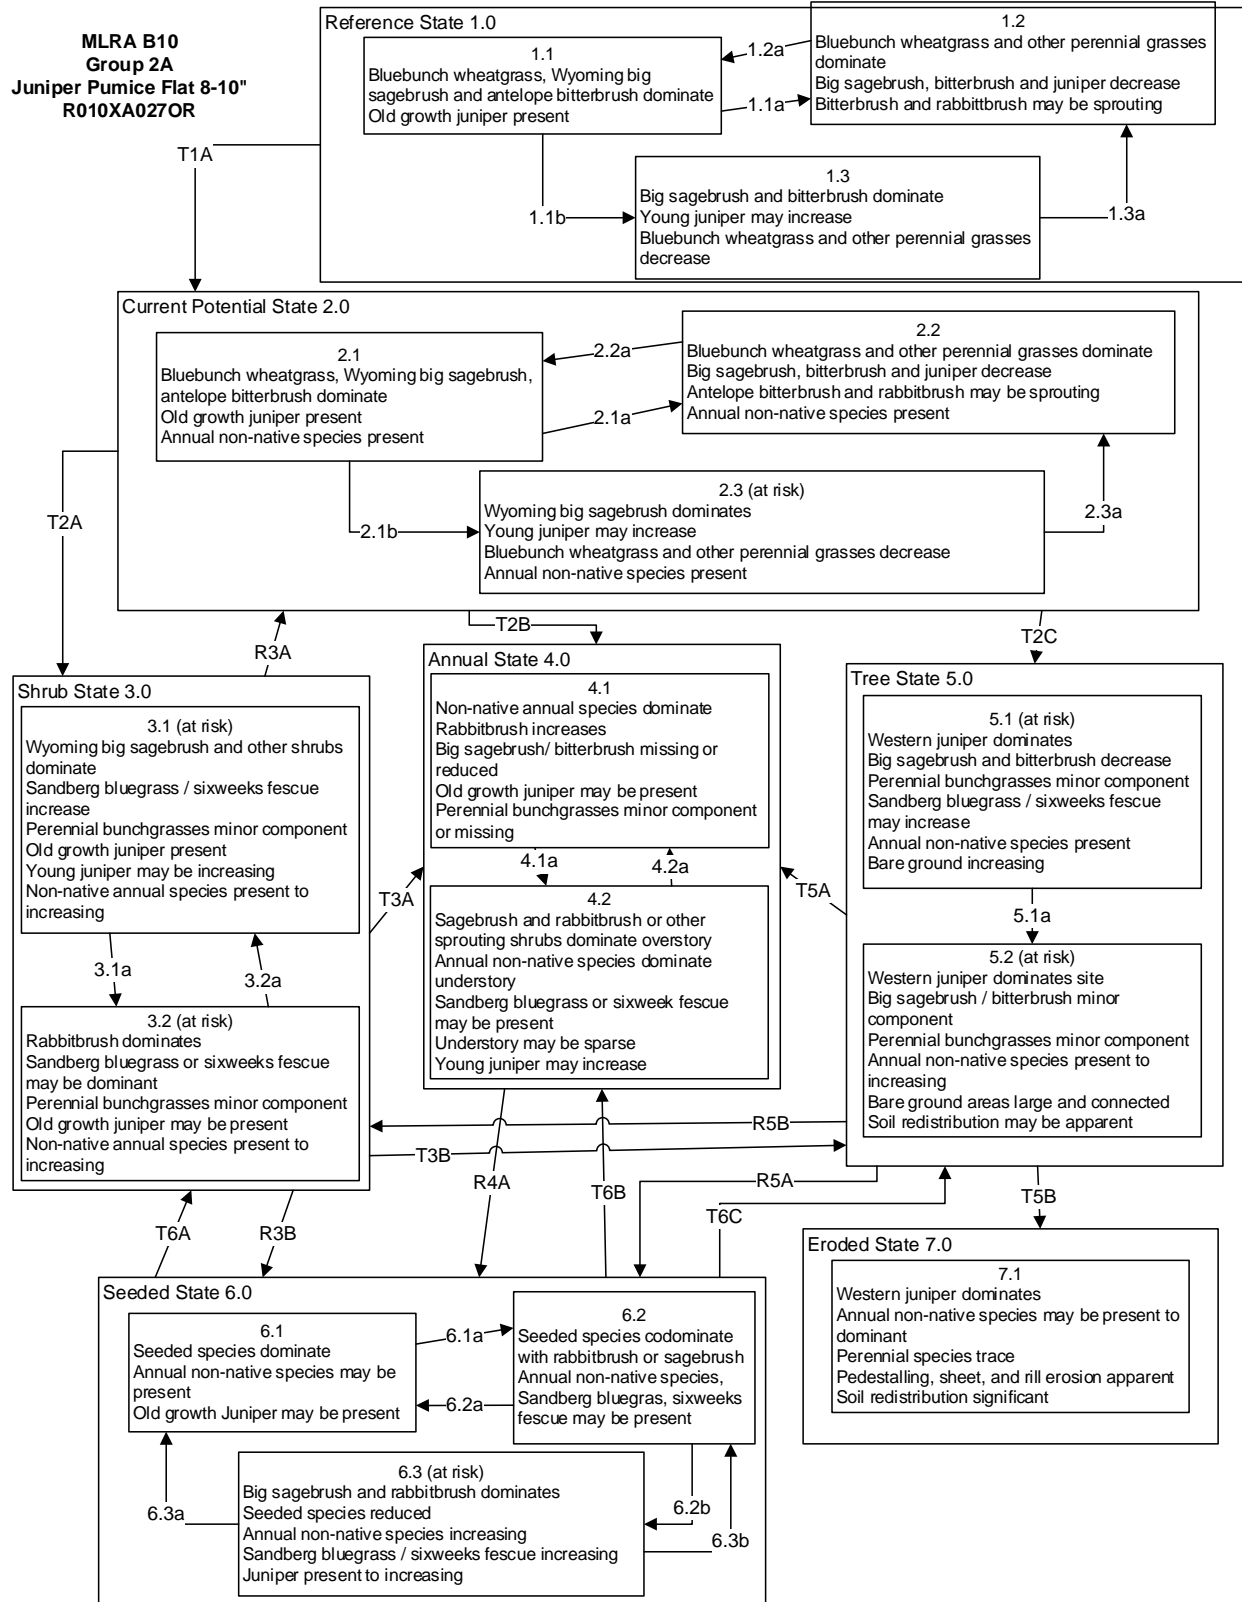 MLRA B10
Group 2A
Juniper Pumice Flat 8-10"
R010XA027OR
Reference State 1.0
1.1
Bluebunch wheatgrass, Wyoming big
sagebrush and antelope bitterbrush dominate
Old growth juniper present
1.2a
1.1a
1.2
Bluebunch wheatgrass and other perennial grasses
dominate
Big sagebrush, bitterbrush and juniper decrease
Bitterbrush and rabbittbrush may be sprouting
T1A
1.1b
1.3
Big sagebrush and bitterbrush dominate
Young juniper may increase
Bluebunch wheatgrass and other perennial grasses
decrease
1.3a
Current Potential State 2.0
2.1
Bluebunch wheatgrass, Wyoming big sagebrush,
antelope bitterbrush dominate
Old growth juniper present
Annual non-native species present
2.2a
2.1a
2.2
Bluebunch wheatgrass and other perennial grasses dominate
Big sagebrush, bitterbrush and juniper decrease
Antelope bitterbrush and rabbitbrush may be sprouting
Annual non-native species present
T2A
2.1b
2.3 (at risk)
Wyoming big sagebrush dominates
Young juniper may increase
Bluebunch wheatgrass and other perennial grasses decrease
Annual non-native species present
2.3a
R3A
T2B
T2C
Shrub State 3.0
3.1 (at risk)
Wyoming big sagebrush and other shrubs
dominate
Sandberg bluegrass / sixweeks fescue
increase
Perennial bunchgrasses minor component
Old growth juniper present
Young juniper may be increasing
Non-native annual species present to
increasing
3.1a
3.2a
3.2 (at risk)
Rabbitbrush dominates
Sandberg bluegrass or sixweeks fescue
may be dominant
Perennial bunchgrasses minor component
Old growth juniper may be present
Non-native annual species present to
increasing
T3A
Annual State 4.0
4.1
Non-native annual species dominate
Rabbitbrush increases
Big sagebrush/ bitterbrush missing or
reduced
Old growth juniper may be present
Perennial bunchgrasses minor component
or missing
4.1a
4.2a
4.2
Sagebrush and rabbitbrush or other
sprouting shrubs dominate overstory
Annual non-native species dominate
understory
Sandberg bluegrass or sixweek fescue
may be present
Understory may be sparse
Young juniper may increase
T5A
Tree State 5.0
5.1 (at risk)
Western juniper dominates
Big sagebrush and bitterbrush decrease
Perennial bunchgrasses minor component
Sandberg bluegrass / sixweeks fescue
may increase
Annual non-native species present
Bare ground increasing
5.1a
5.2 (at risk)
Western juniper dominates site
Big sagebrush / bitterbrush minor
component
Perennial bunchgrasses minor component
Annual non-native species present to
increasing
Bare ground areas large and connected
Soil redistribution may be apparent
R5B
T3B
T6A
R3B
R4A
T6B
R5A
T6C
T5B
Seeded State 6.0
6.1
Seeded species dominate
Annual non-native species may be
present
Old growth Juniper may be present
6.1a
6.2a
6.2
Seeded species codominate
with rabbitbrush or sagebrush
Annual non-native species,
Sandberg bluegras, sixweeks
fescue may be present
6.3a
6.3 (at risk)
Big sagebrush and rabbitbrush dominates
Seeded species reduced
Annual non-native species increasing
Sandberg bluegrass / sixweeks fescue increasing
Juniper present to increasing
6.2b
6.3b
Eroded State 7.0
7.1
Western juniper dominates
Annual non-native species may be present to
dominant
Perennial species trace
Pedestalling, sheet, and rill erosion apparent
Soil redistribution significant